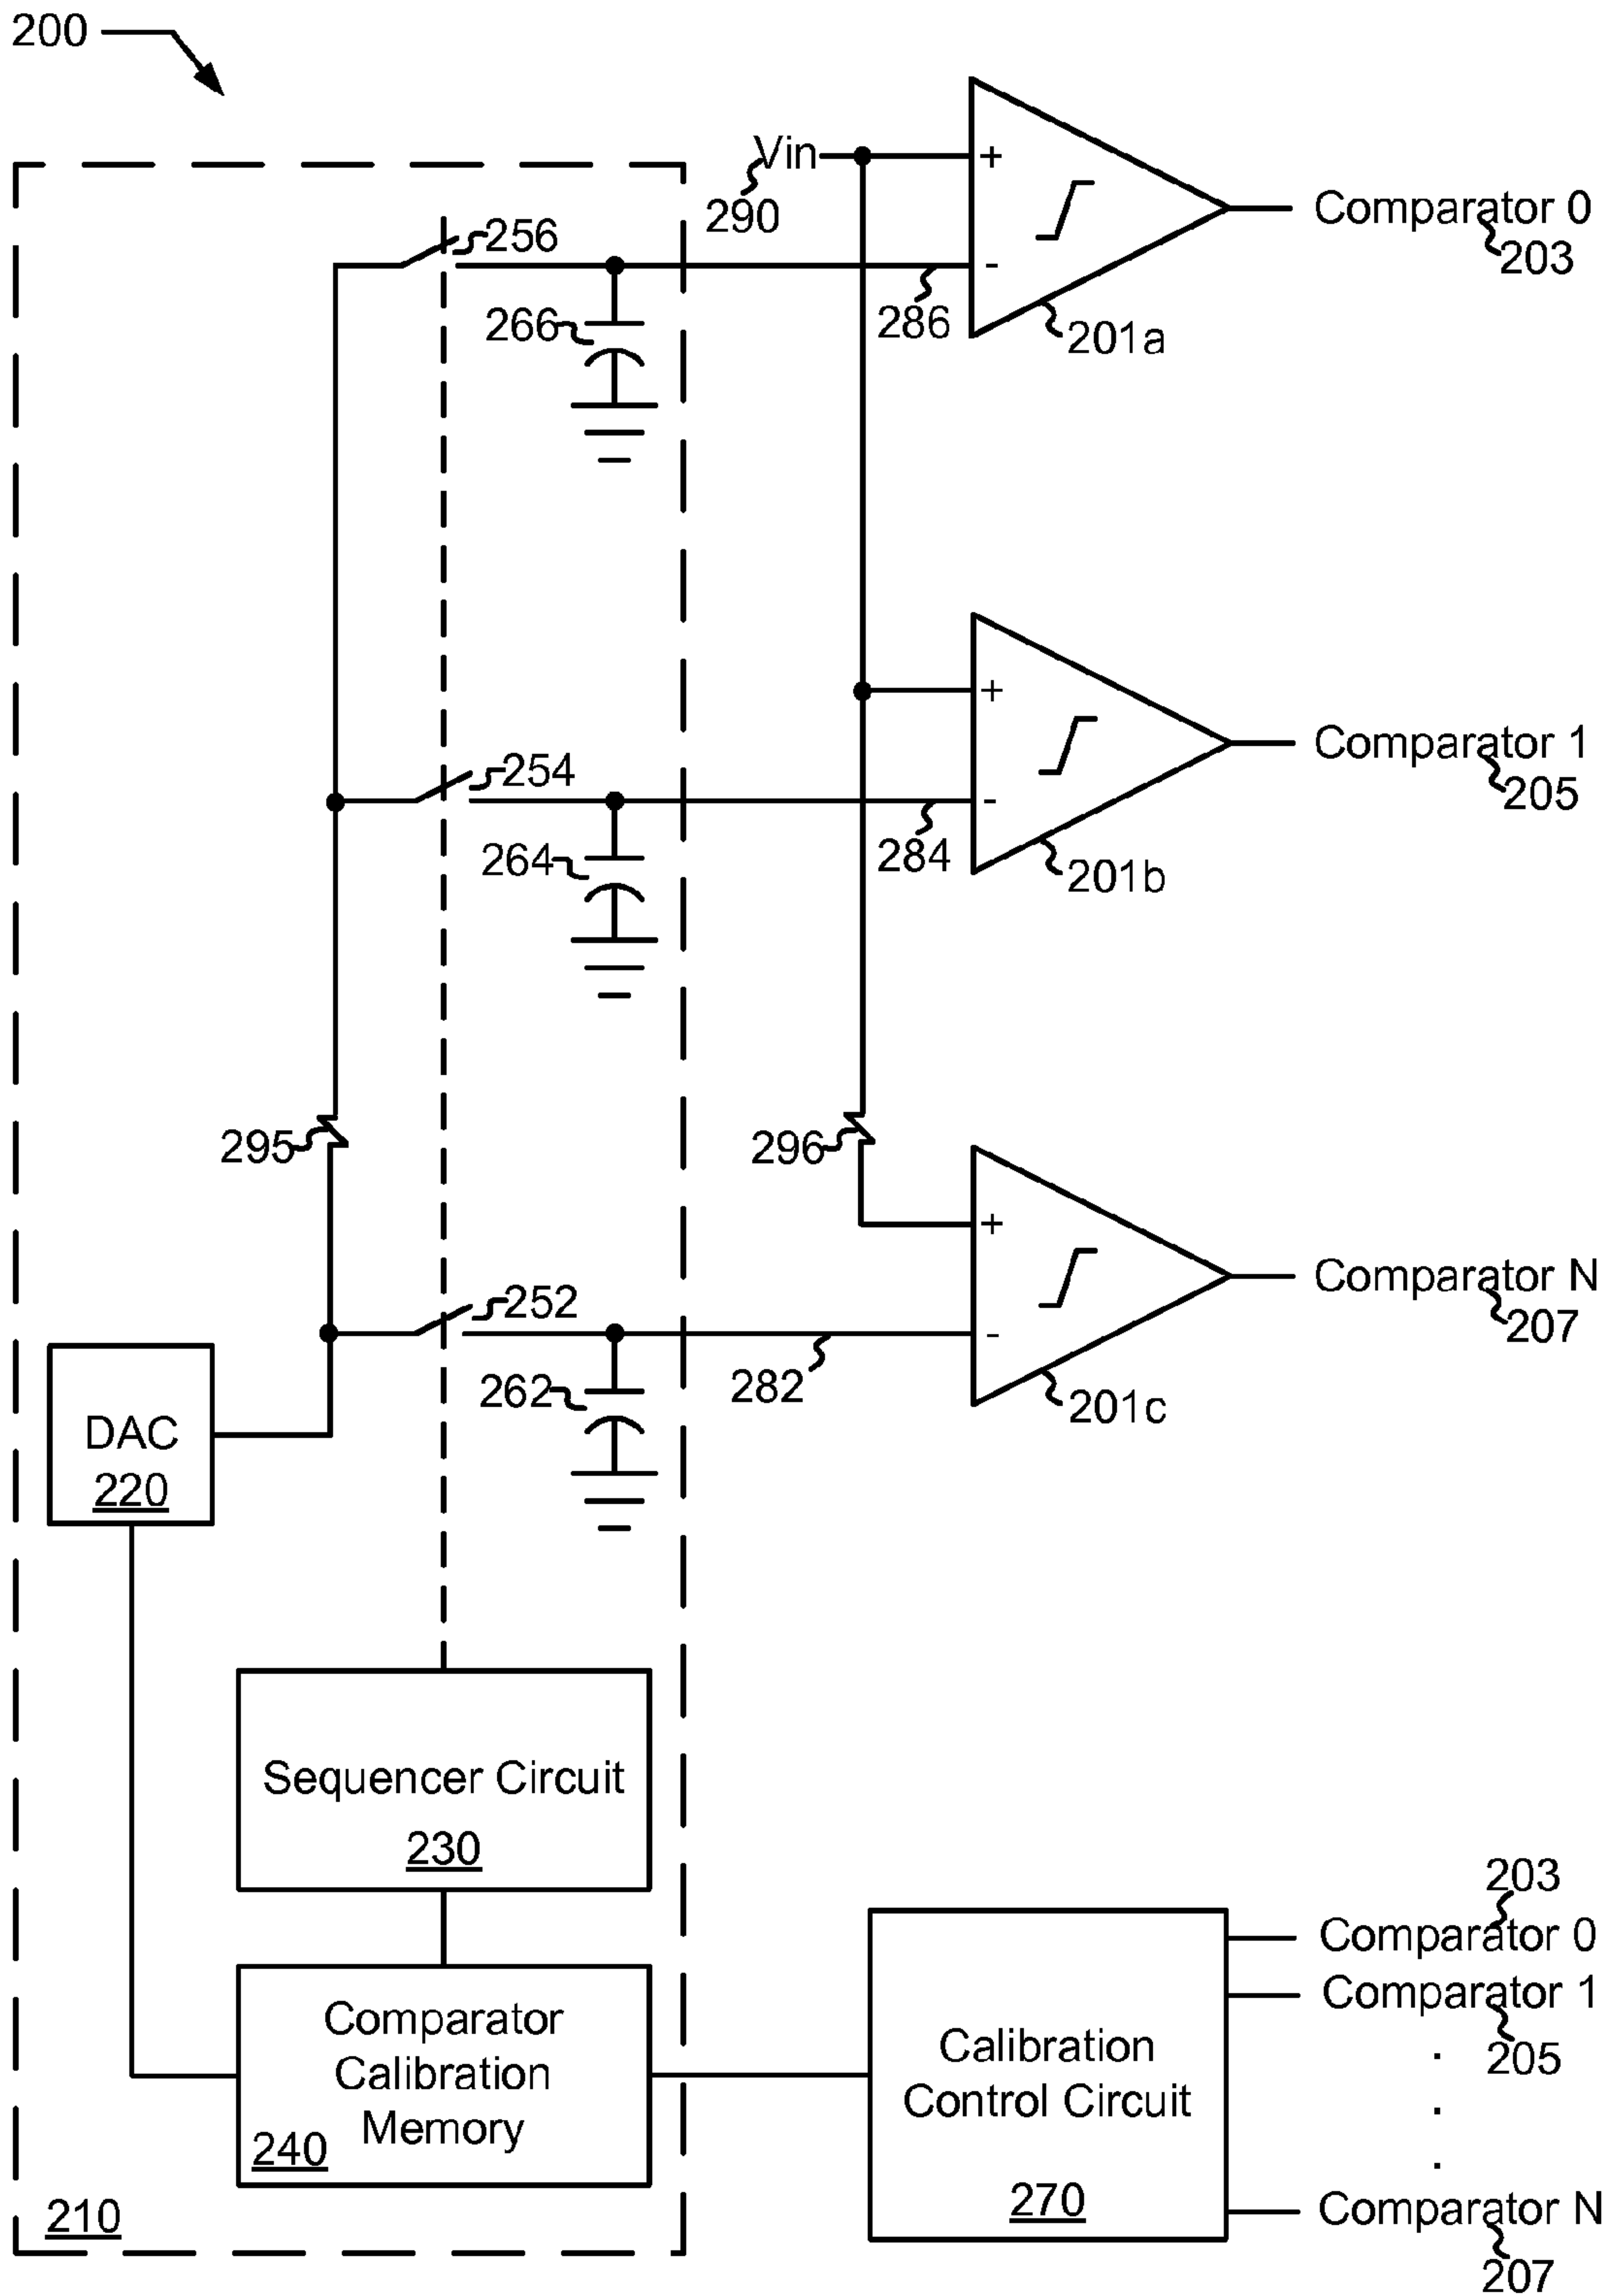 200
Vin
290
+
-
Comparator 0
203
256
266
286
201a
+
-
Comparator 1
205
254
264
284
201b
295
296
+
-
Comparator N
207
252
262
282
201c
DAC
220
Sequencer Circuit
230
Comparator
Calibration
Memory
240
210
Calibration
Control Circuit
270
203
Comparator 0
Comparator 1
205
.
.
.
Comparator N
207